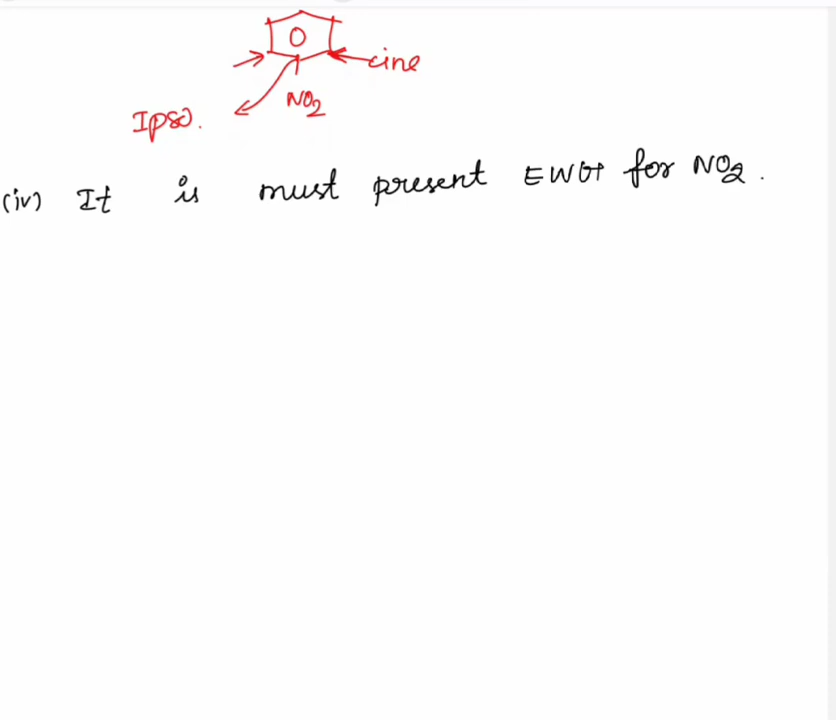 cine
NO2
Ipso.
(iv) It is must present EWG for NO2.